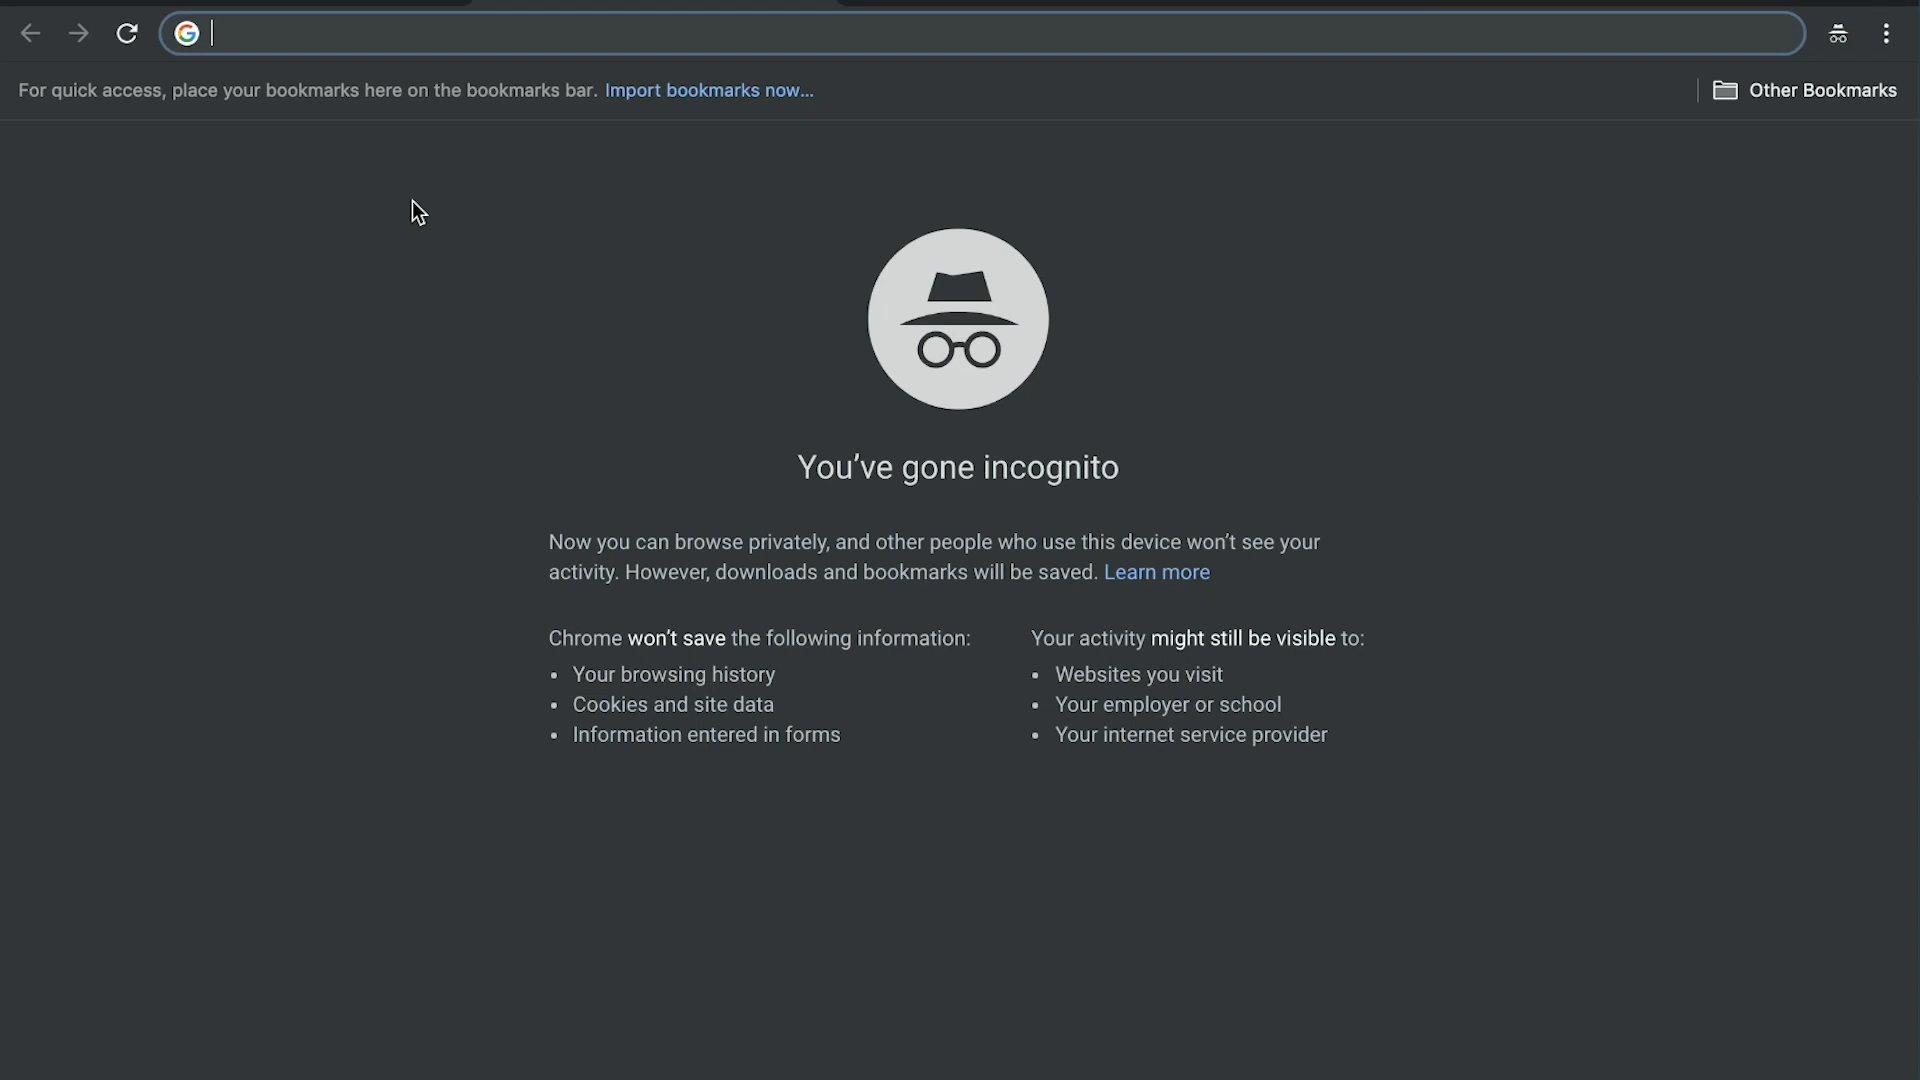 For quick access, place your bookmarks here on the bookmarks bar. Import bookmarks now...
Other Bookmarks
You've gone incognito
Now you can browse privately, and other people who use this device won't see your
activity. However, downloads and bookmarks will be saved. Learn more
Chrome won't save the following information:
• Your browsing history
• Cookies and site data
• Information entered in forms
Your activity might still be visible to:
• Websites you visit
• Your employer or school
• Your internet service provider